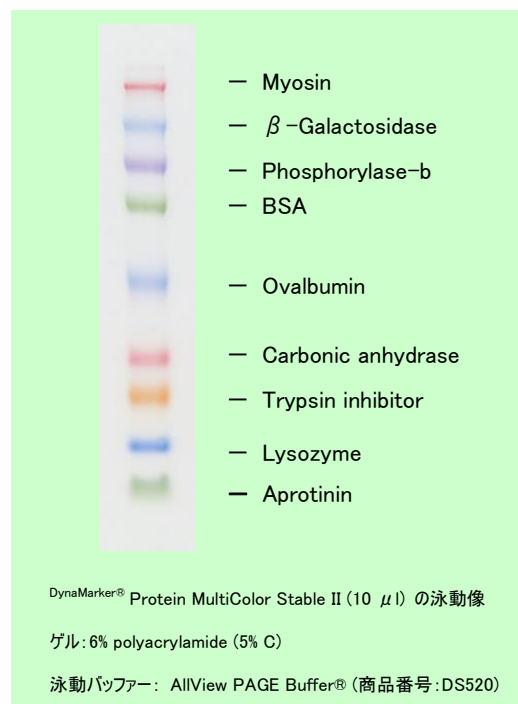 — Myosin
— β-Galactosidase
— Phosphorylase-b
— BSA
— Ovalbumin
— Carbonic anhydrase
— Trypsin inhibitor
— Lysozyme
— Aprotinin
DynaMarker® Protein MultiColor Stable II (10 μl) の泳動像
ゲル: 6% polyacrylamide (5% C)
泳動バッファー: AllView PAGE Buffer® (商品番号:DS520)